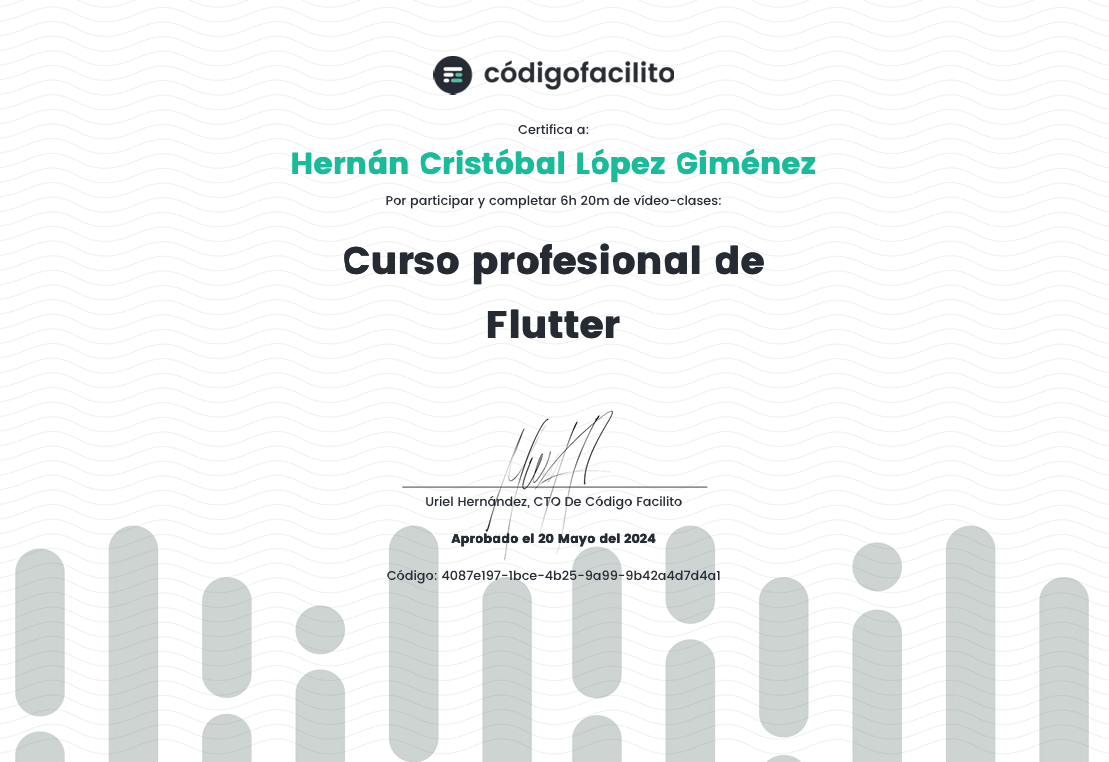 códigofacilito
Certifica a:
Hernán Cristóbal López Giménez
Por participar y completar 6h 20m de vídeo-clases:
Curso profesional de
Flutter
Uriel Hernández, CTO De Código Facilito
Aprobado el 20 Mayo del 2024
Código: 4087e197-1bce-4b25-9a99-9b42a4d7d4a1